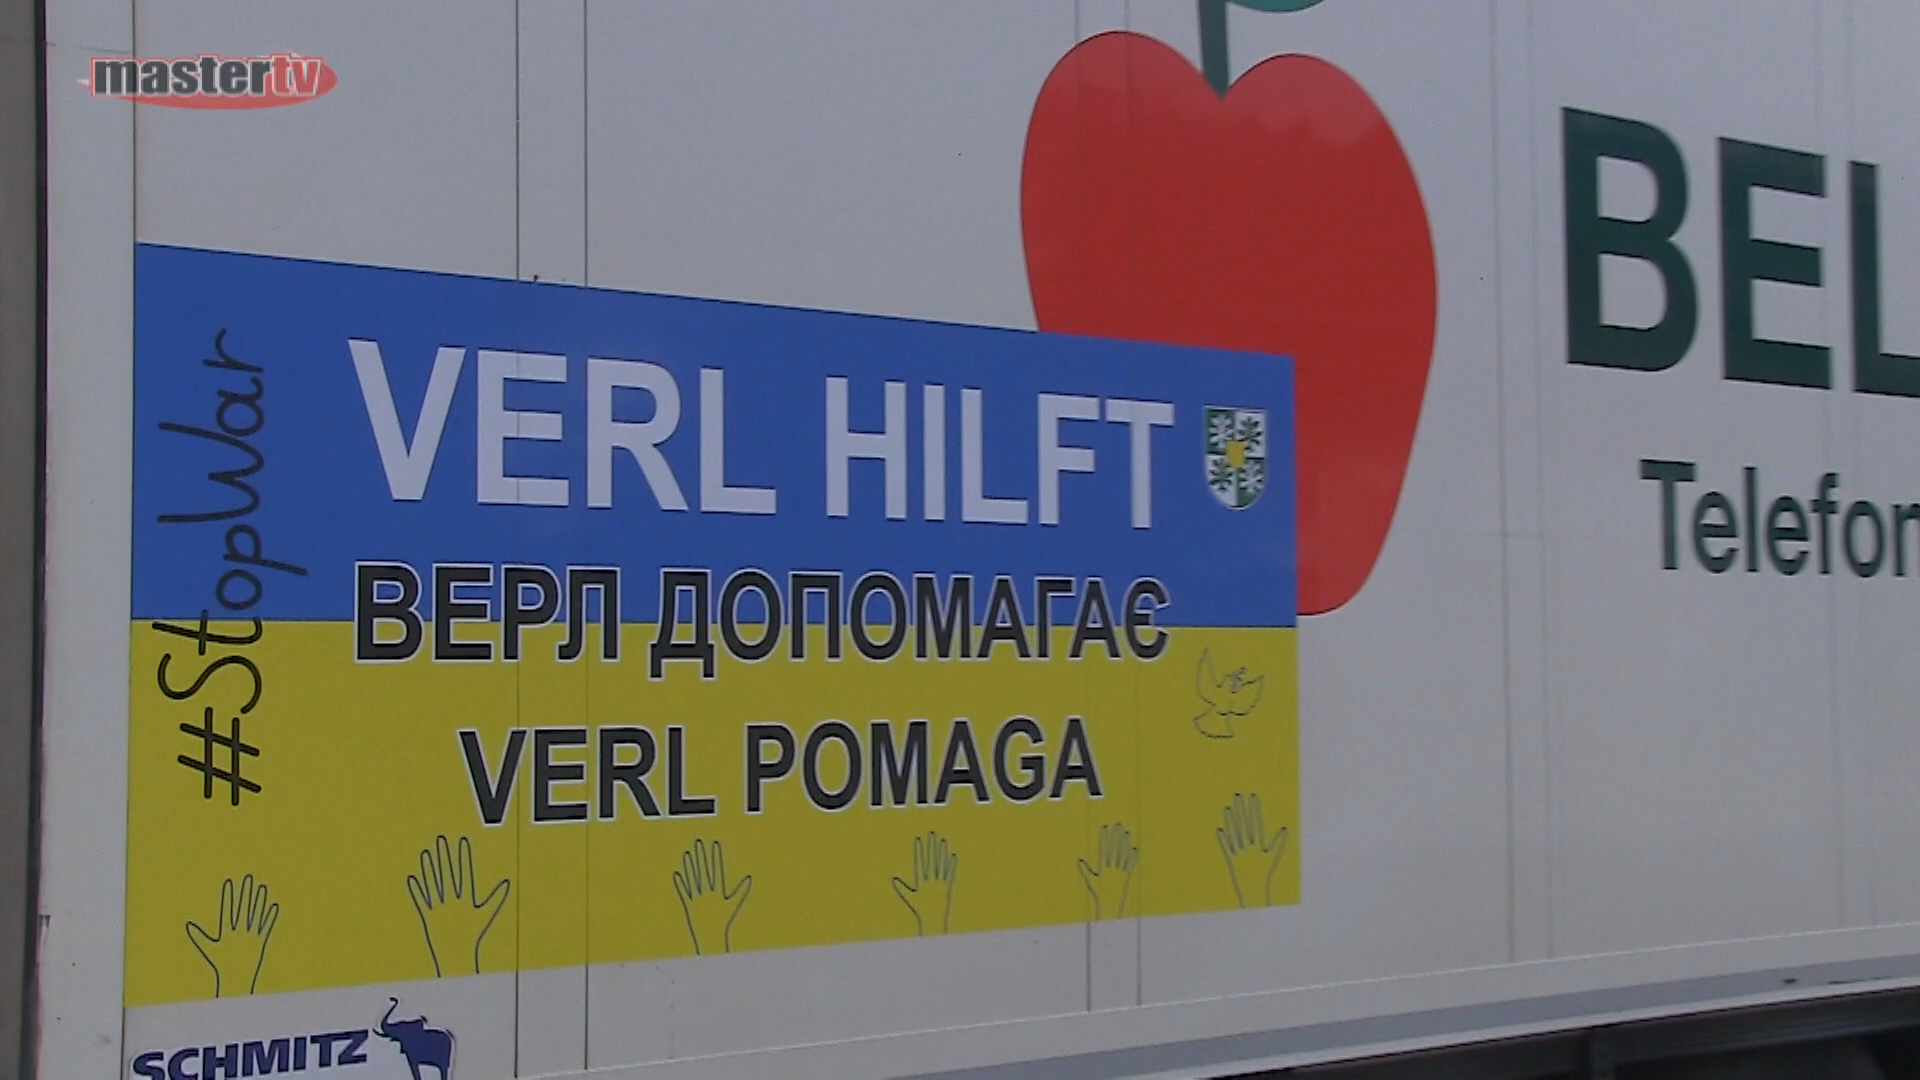 mastertv
BEL
Telefon
#StopWar
VERL HILFT
ВЕРЛ ДОПОМАГАЄ
VERL POMAGA
SCHMITZ